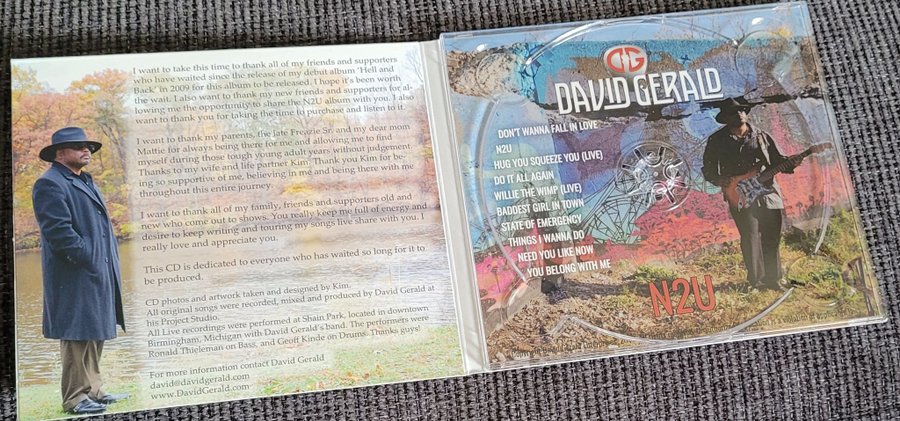 I want to take this time to thank all of my friends and supporters
who have waited since the release of my debut album 'Hell and
Back' in 2009 for this album to be released. I hope it's been worth
the wait. I also want to thank my new friends and supporters for al-
lowing me the opportunity to share the N2U album with you. I also
want to thank you for taking the time to purchase and listen to it.
I want to thank my parents, the late Freazie Sr. and my dear mom
Mattie for always being there for me and allowing me to find
myself during those tough young adult years without judgement.
Thanks to my wife and life partner Kim. Thank you Kim for be-
ing so supportive of me, believing in me and being there with me
throughout this entire journey.
I want to thank all of my family, friends and supporters old and
new who come out to shows. You really keep me full of energy and
desire to keep writing and touring my songs live share with you. I
really love and appreciate you.
This CD is dedicated to everyone who has waited so long for it to
be produced.
CD photos and artwork taken and designed by Kim.
All original songs were recorded, mixed and produced by David Gerald at
his Project Studio.
All Live recordings were performed at Shain Park, located in downtown
Birmingham, Michigan with David Gerald's band. The performers were
Ronald Thieleman on Bass, and Geoff Kinde on Drums. Thanks guys!
For more information contact David Gerald
david@davidgerald.com
www.DavidGerald.com
DG
DAVID GERALD
DON'T WANNA FALL IN LOVE
N2U
HUG YOU SQUEEZE YOU (LIVE)
DO IT ALL AGAIN
WILLIE THE WIMP (LIVE)
BADDEST GIRL IN TOWN
STATE OF EMERGENCY
THINGS I WANNA DO
NEED YOU LIKE NOW
YOU BELONG WITH ME
N2U